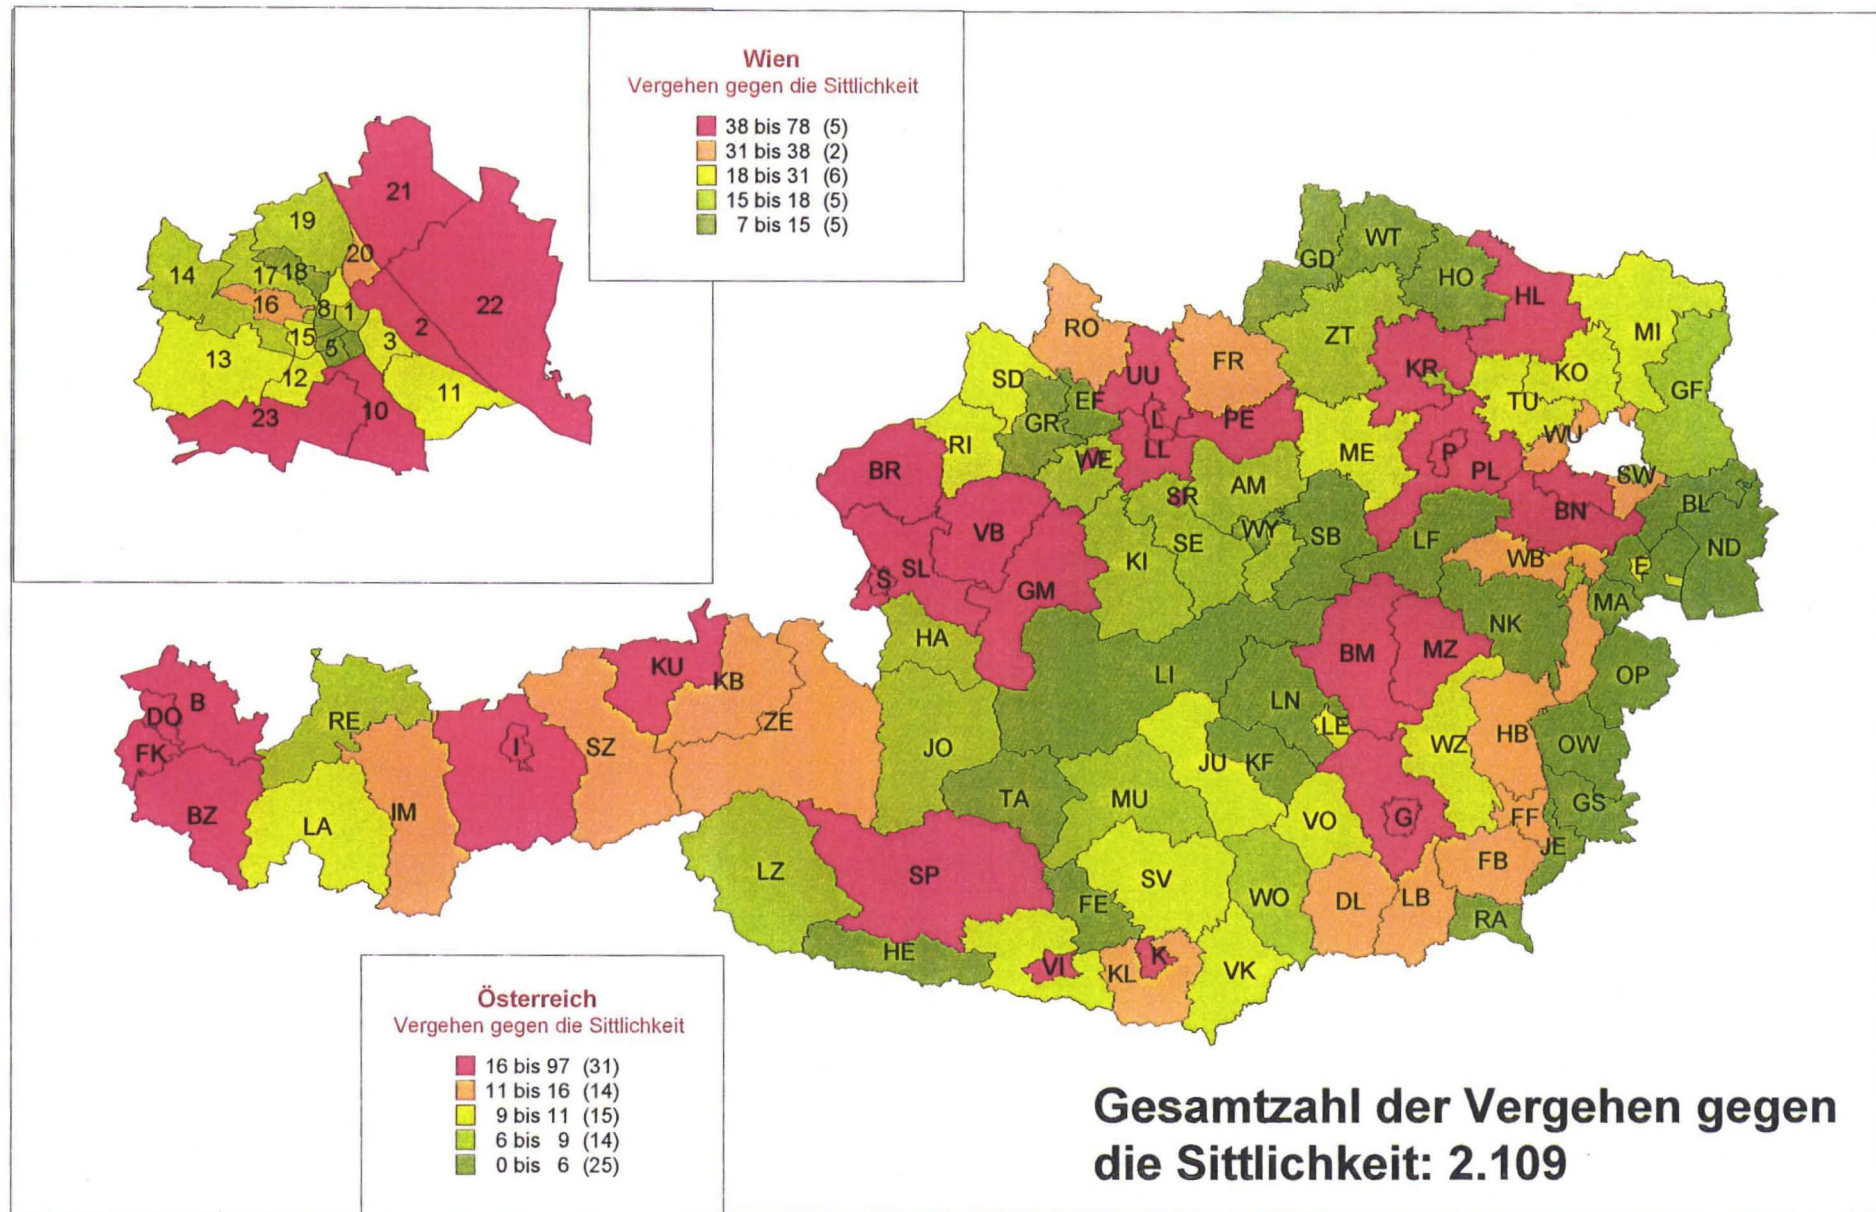 Wien
Vergehen gegen die Sittlichkeit
38 bis 78 (5)
31 bis 38 (2)
18 bis 31 (6)
15 bis 18 (5)
7 bis 15 (5)
21
19
20
14
17
18
22
16
8
1
2
15
5
3
13
12
11
23
10
GD
WT
HO
HL
RO
MI
UU
FR
ZT
KR
KO
SD
EF
GR
L
PE
TU
GF
RI
WE
LL
ME
P
WU
BR
SR
AM
PL
SW
VB
WY
SB
BN
BL
SE
LF
S
SL
KI
WB
E
ND
GM
MA
HA
NK
KU
BM
MZ
OP
B
KB
LI
DO
RE
ZE
LN
FK
I
SZ
JO
LE
WZ
HB
OW
JU
KF
BZ
LA
IM
TA
MU
VO
G
FF
GS
JE
LZ
SP
SV
FB
FE
WO
DL
LB
RA
HE
VI
KL
K
VK
Österreich
Vergehen gegen die Sittlichkeit
16 bis 97 (31)
11 bis 16 (14)
9 bis 11 (15)
6 bis 9 (14)
0 bis 6 (25)
Gesamtzahl der Vergehen gegen
die Sittlichkeit: 2.109